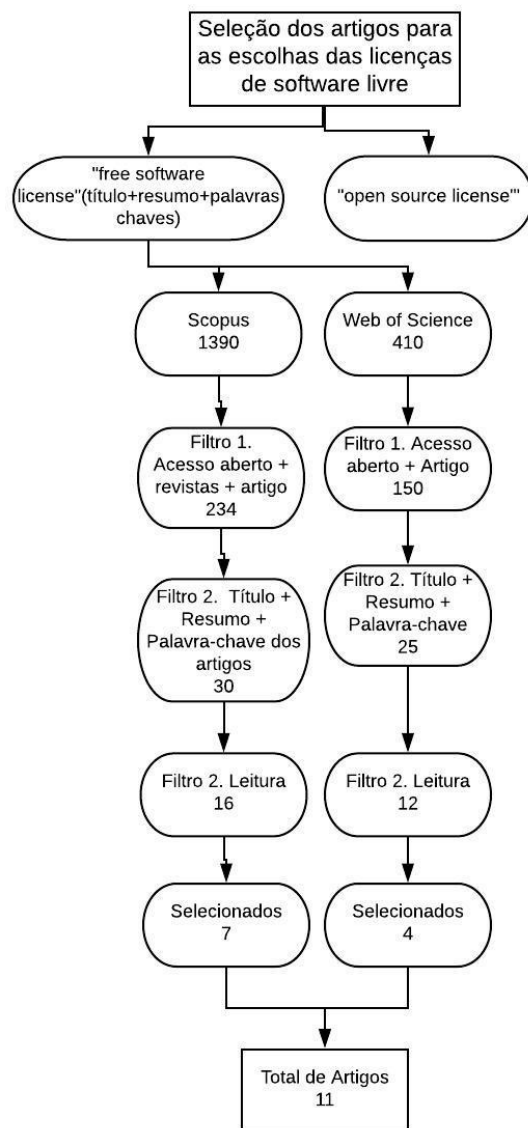 Seleção dos artigos para
as escolhas das licenças
de software livre
"free software
license"(título+resumo+palavras
chaves)
"open source license'"
Scopus
1390
Web of Science
410
Filtro 1.
Acesso aberto +
revistas + artigo
234
Filtro 1. Acesso
aberto + Artigo
150
Filtro 2. Título +
Resumo +
Palavra-chave dos
artigos
30
Filtro 2. Título +
Resumo +
Palavra-chave
25
Filtro 2. Leitura
16
Filtro 2. Leitura
12
Selecionados
7
Selecionados
4
Total de Artigos
11